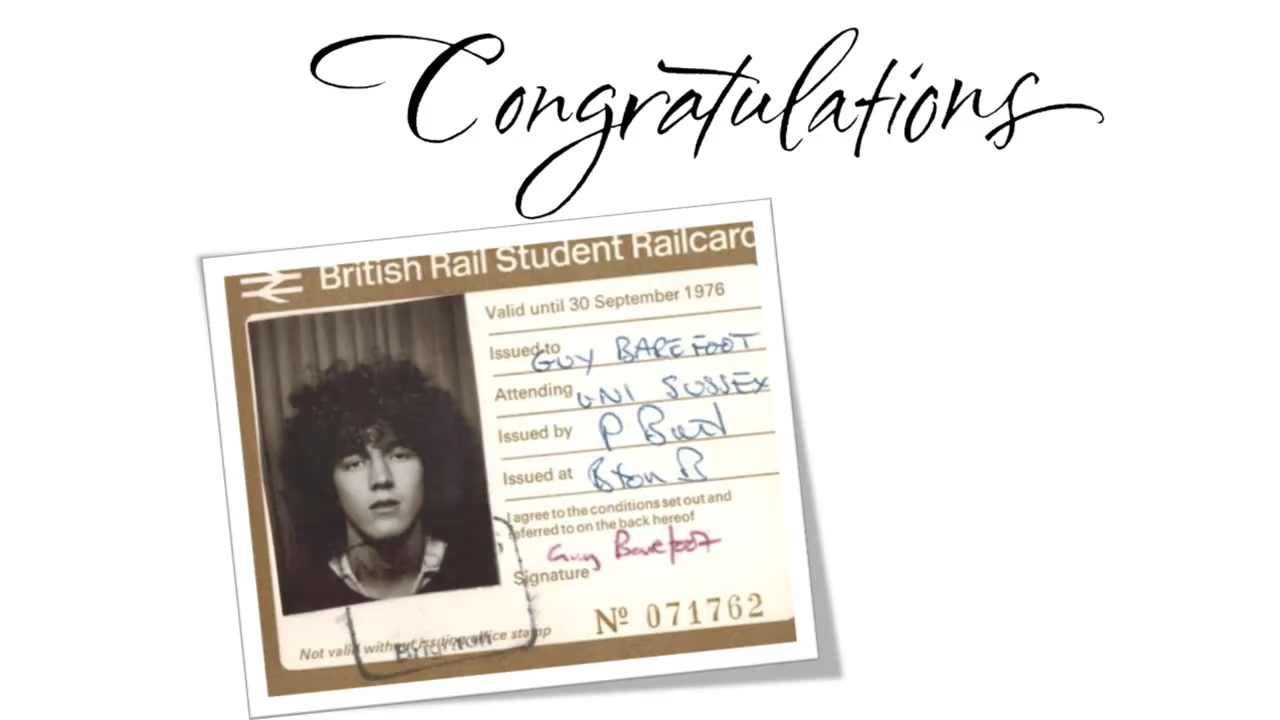 Congratulations
British Rail Student Railcard
Valid until 30 September 1976
Issued to GUY BAREFOOT
Attending UNI SUSSEX
Issued by P
Issued at Bton B
I agree to the conditions set out and
referred to on the back hereof
Guy Barefoot
Signature
Nº 071762
Not valid without issuing office stamp